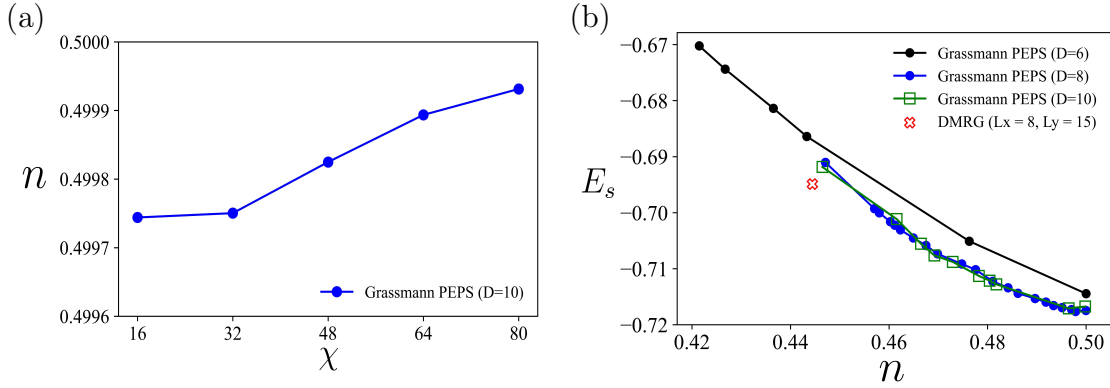 (a)
0.5000
0.4999
0.4998
0.4997
0.4996
n
16 32 48 64 80
χ
Grassmann PEPS (D=10)
(b)
−0.67
−0.68
−0.69
−0.70
−0.71
−0.72
E_s
0.42 0.44 0.46 0.48 0.50
n
Grassmann PEPS (D=6)
Grassmann PEPS (D=8)
Grassmann PEPS (D=10)
DMRG (Lx = 8, Ly = 15)